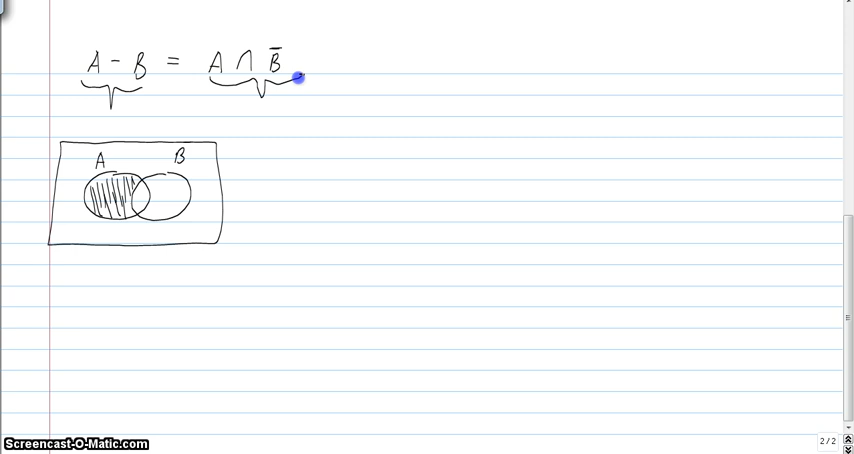 A - B = A ∩ B̅
A B
2 / 2
Screencast-O-Matic.com